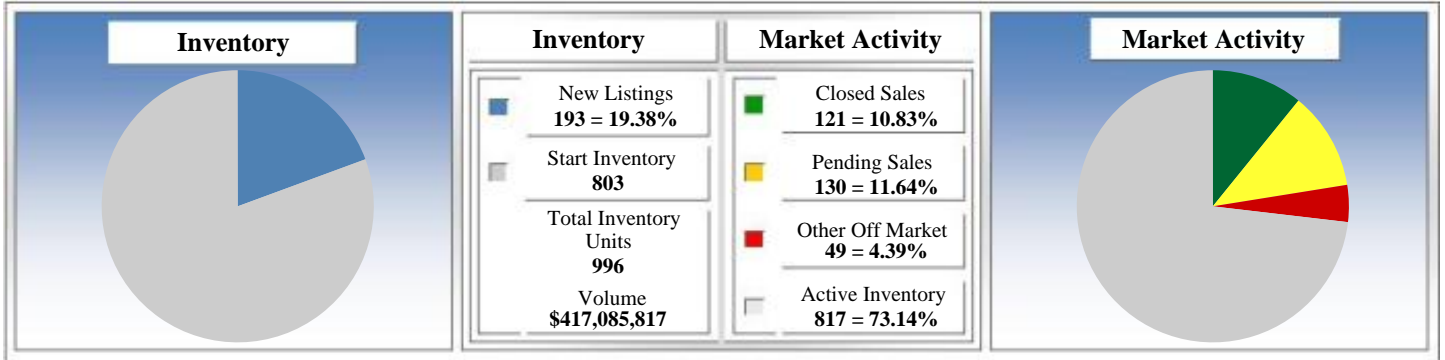 Inventory
Inventory
Market Activity
Market Activity
New Listings
193 = 19.38%
Start Inventory
803
Total Inventory
Units
996
Volume
$417,085,817
Closed Sales
121 = 10.83%
Pending Sales
130 = 11.64%
Other Off Market
49 = 4.39%
Active Inventory
817 = 73.14%